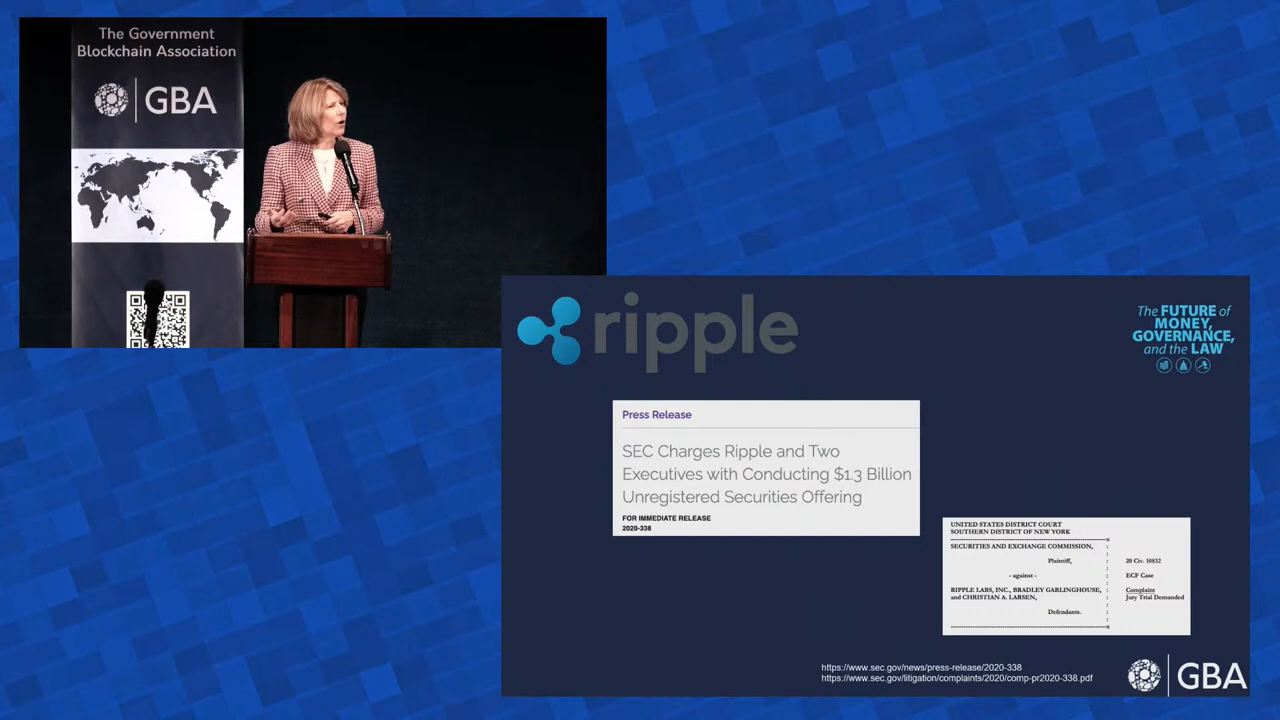 The Government
Blockchain Association
GBA
ripple
The FUTURE of
MONEY,
GOVERNANCE,
and the LAW
Press Release
SEC Charges Ripple and Two
Executives with Conducting $1.3 Billion
Unregistered Securities Offering
FOR IMMEDIATE RELEASE
2020-338
UNITED STATES DISTRICT COURT
SOUTHERN DISTRICT OF NEW YORK
SECURITIES AND EXCHANGE COMMISSION,
Plaintiff,
20 Civ. 10832
- against -
ECF Case
RIPPLE LABS, INC., BRADLEY GARLINGHOUSE,
and CHRISTIAN A. LARSEN,
Complaint
Jury Trial Demanded
Defendants.
https://www.sec.gov/news/press-release/2020-338
https://www.sec.gov/litigation/complaints/2020/comp-pr2020-338.pdf
GBA